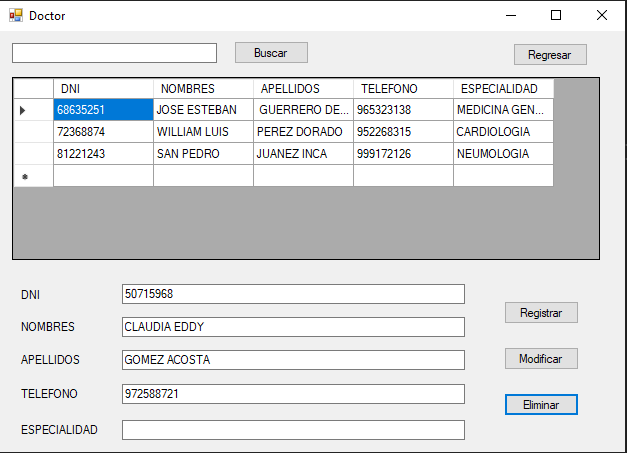 Doctor
Buscar
Regresar
DNI NOMBRES APELLIDOS TELEFONO ESPECIALIDAD
68635251 JOSE ESTEBAN GUERRERO DE... 965323138 MEDICINA GEN...
72368874 WILLIAM LUIS PEREZ DORADO 952268315 CARDIOLOGIA
81221243 SAN PEDRO JUANEZ INCA 999172126 NEUMOLOGIA
DNI 50715968
Registrar
NOMBRES CLAUDIA EDDY
APELLIDOS GOMEZ ACOSTA
Modificar
TELEFONO 972588721
Eliminar
ESPECIALIDAD